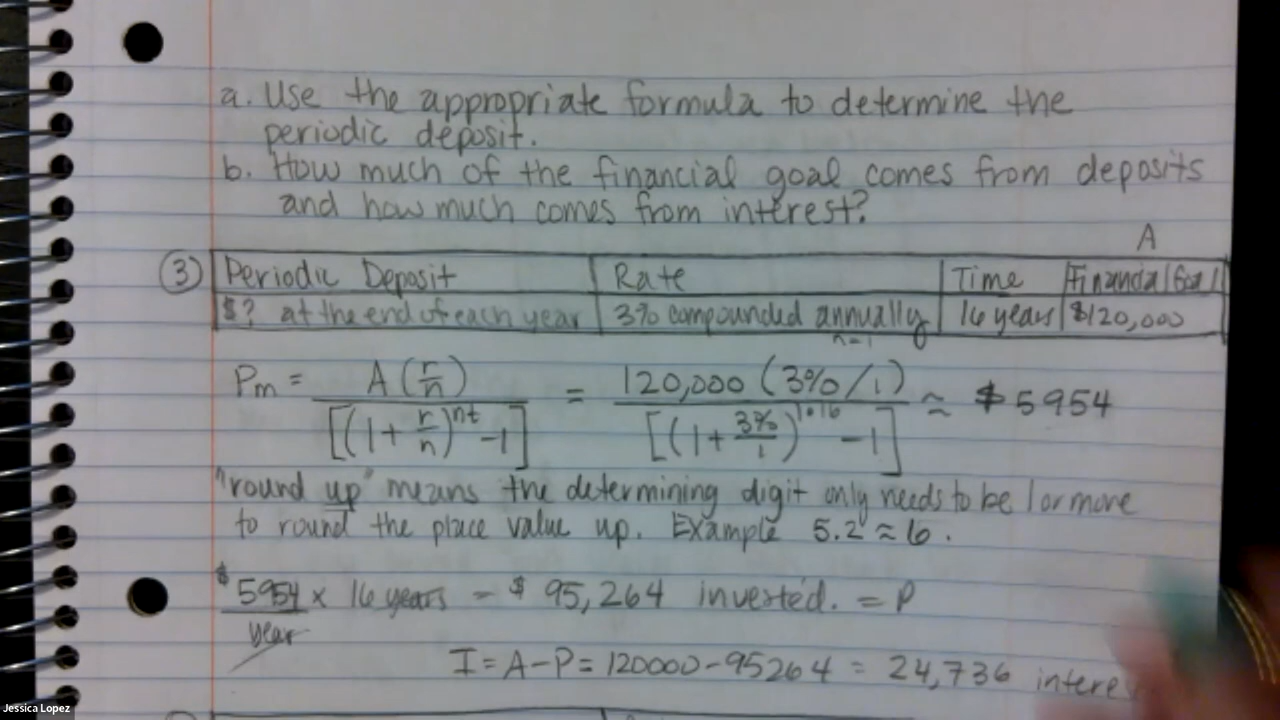 a. Use the appropriate formula to determine the
periodic deposit.
b. How much of the financial goal comes from deposits
and how much comes from interest?
A
③ Periodic Deposit Rate Time Financial Goal
$? at the end of each year 3% compounded annually 16 years $120,000
n=1
Pm = A(r/n) / [(1+r/n)^nt -1] = 120,000 (3%/1) / [(1+3%/1)^1·16 -1] ≈ $5954
"round up" means the determining digit only needs to be 1 or more
to round the place value up. Example 5.2 ≈ 6.
$5954/year x 16 years = $95,264 invested. = P
I = A-P = 120000-95264 = 24,736
Jessica Lopez